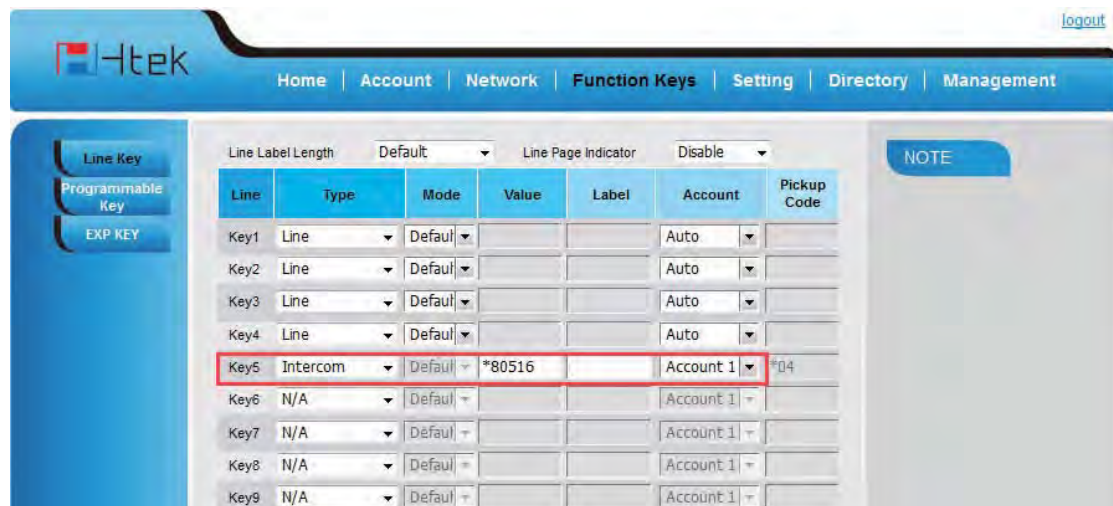 logout
Htek
Home | Account | Network | Function Keys | Setting | Directory | Management
Line Key
Programmable Key
EXP KEY
Line Label Length Default Line Page Indicator Disable
NOTE
Line Type Mode Value Label Account Pickup Code
Key1 Line Defaul Auto
Key2 Line Defaul Auto
Key3 Line Defaul Auto
Key4 Line Defaul Auto
Key5 Intercom Defaul *80516 Account 1 *04
Key6 N/A Defaul Account 1
Key7 N/A Defaul Account 1
Key8 N/A Defaul Account 1
Key9 N/A Defaul Account 1